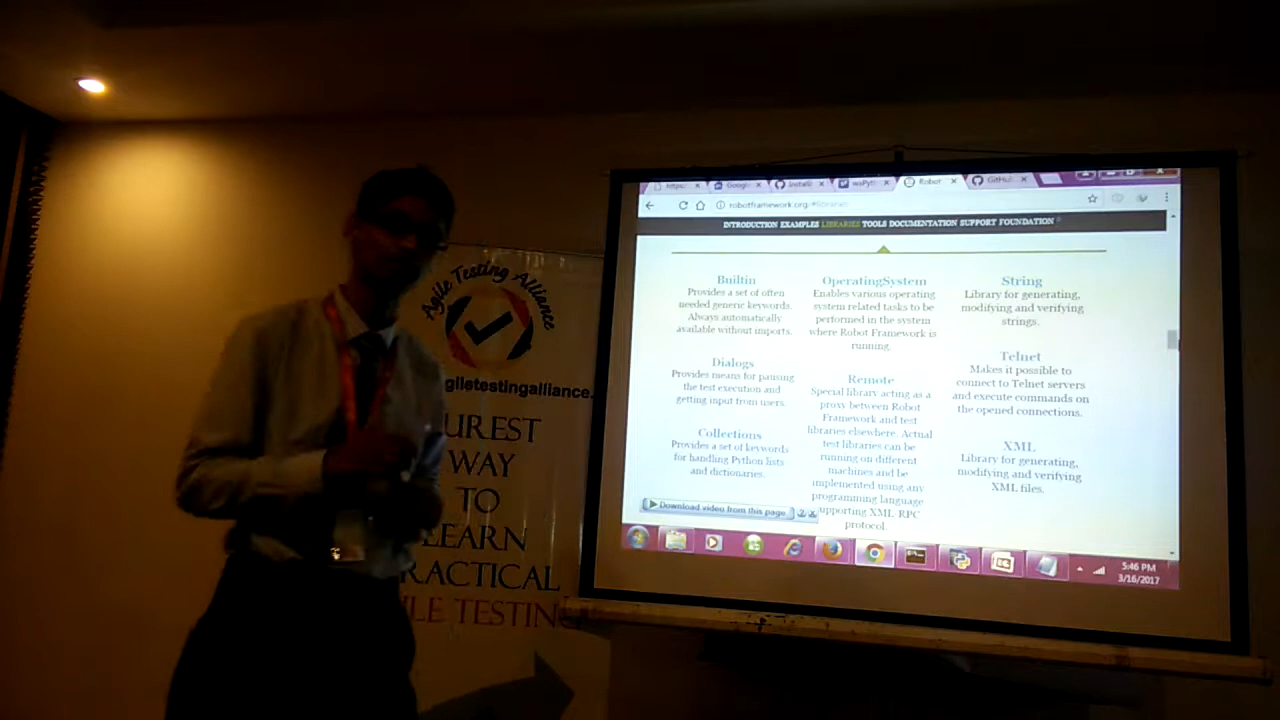 Agile Testing Alliance
giletestingalliance.
UREST
WAY
TO
LEARN
RACTICAL
ILE TESTING
https:
Google
Installi
wxPyth
Robot
GitHub
robotframework.org/#libraries
INTRODUCTION EXAMPLES LIBRARIES TOOLS DOCUMENTATION SUPPORT FOUNDATION
Builtin
Provides a set of often
needed generic keywords.
Always automatically
available without imports.
Dialogs
Provides means for pausing
the test execution and
getting input from users.
Collections
Provides a set of keywords
for handling Python lists
and dictionaries.
OperatingSystem
Enables various operating
system related tasks to be
performed in the system
where Robot Framework is
running.
Remote
Special library acting as a
proxy between Robot
Framework and test
libraries elsewhere. Actual
test libraries can be
running on different
machines and be
implemented using any
programming language
supporting XML-RPC
protocol.
String
Library for generating,
modifying and verifying
strings.
Telnet
Makes it possible to
connect to Telnet servers
and execute commands on
the opened connections.
XML
Library for generating,
modifying and verifying
XML files.
Download video from this page
5:46 PM
3/16/2017